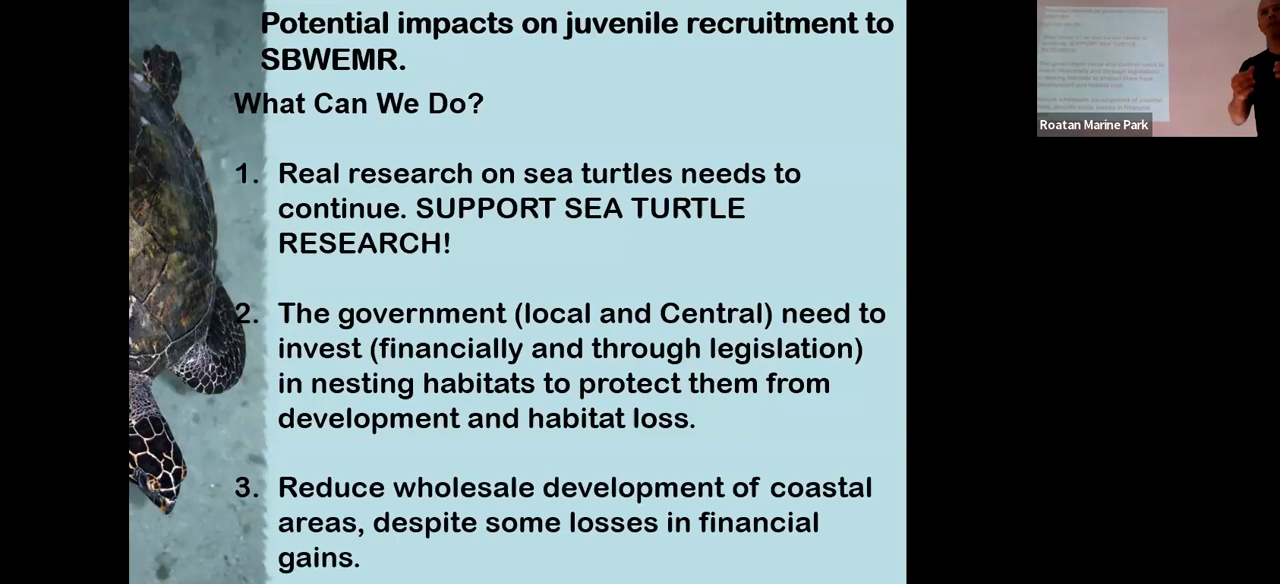 Potential impacts on juvenile recruitment to
SBWEMR.
What Can We Do?
1. Real research on sea turtles needs to
continue. SUPPORT SEA TURTLE
RESEARCH!
2. The government (local and Central) need to
invest (financially and through legislation)
in nesting habitats to protect them from
development and habitat loss.
3. Reduce wholesale development of coastal
areas, despite some losses in financial
gains.
Roatan Marine Park